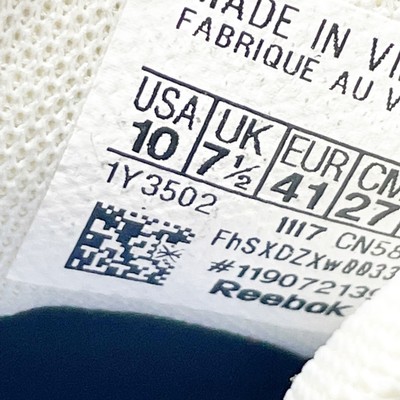 MADE IN VI
FABRIQUÉ AU V
USA UK EUR CM
10 7½ 41 27
1Y3502
1117 CN58
FhSXDZXw0033
#119072139
Reebok